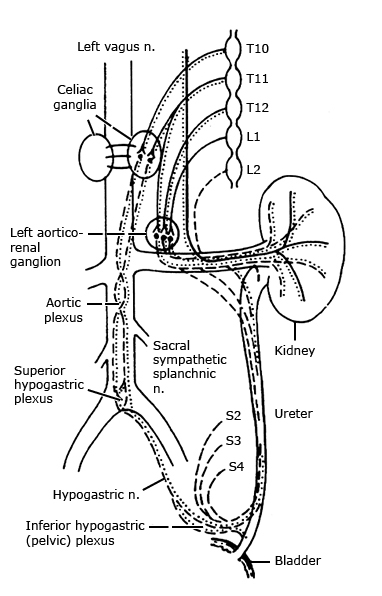 Left vagus n.
T10
T11
Celiac
ganglia
T12
L1
L2
Left aortico-
renal
ganglion
Aortic
plexus
Sacral
sympathetic
splanchnic
n.
Kidney
Superior
hypogastric
plexus
Ureter
S2
S3
S4
Hypogastric n.
Inferior hypogastric
(pelvic) plexus
Bladder